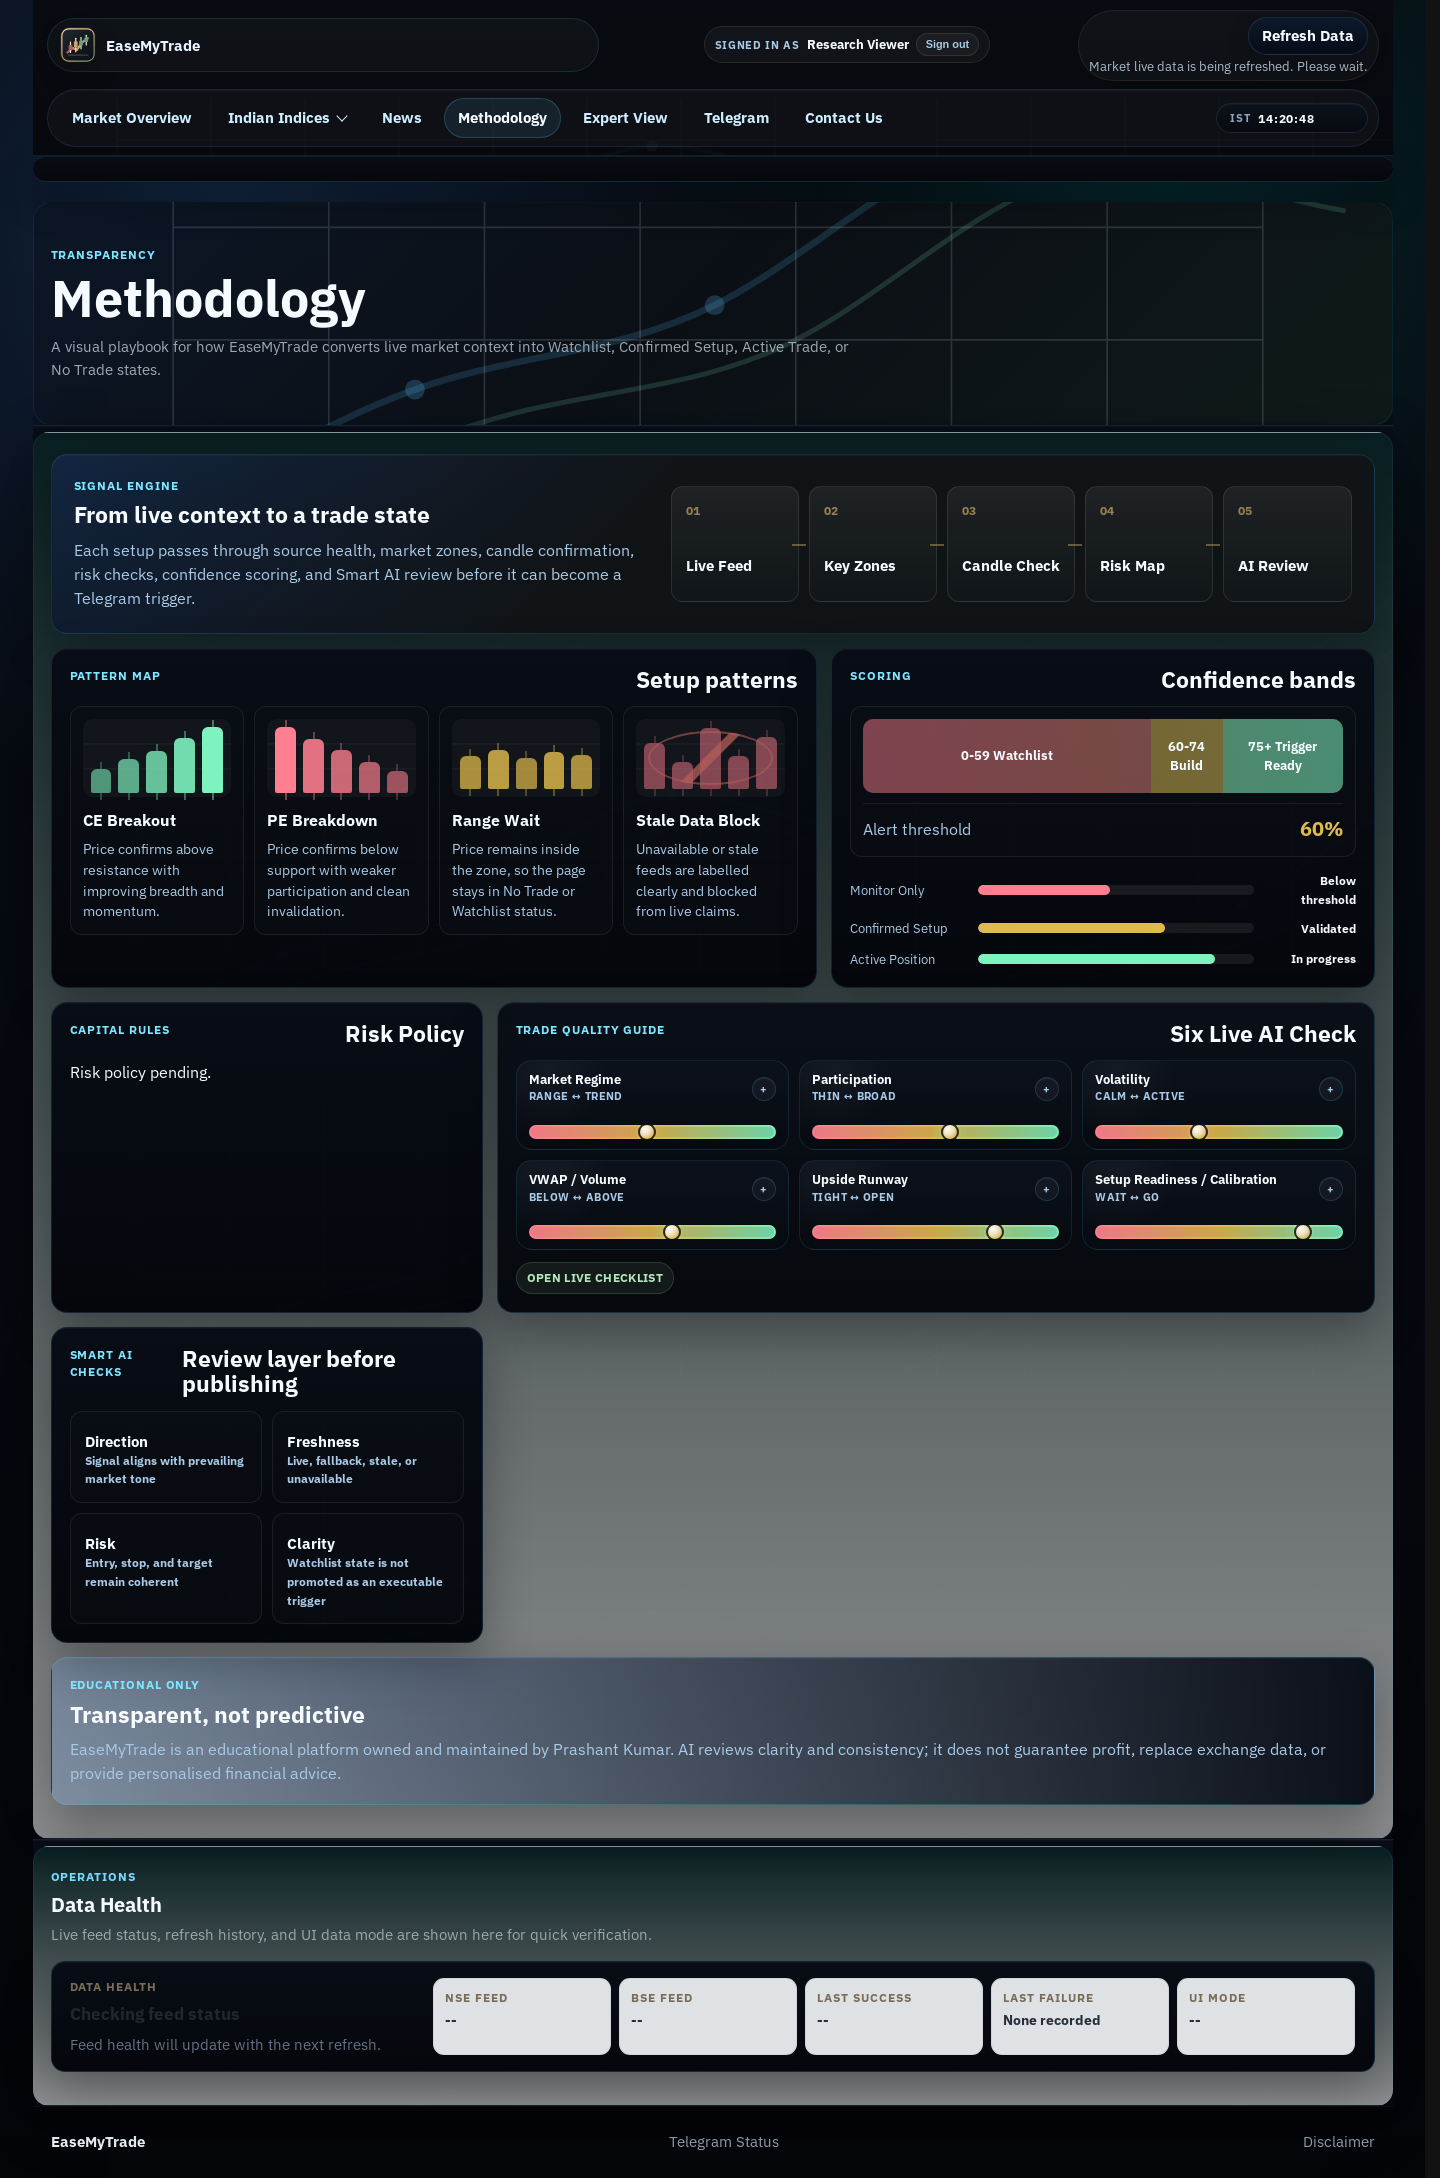 EaseMyTrade
SIGNED IN AS Research Viewer Sign out
Refresh Data
Market live data is being refreshed. Please wait.
Market Overview Indian Indices News Methodology Expert View Telegram Contact Us
IST 14:20:48
TRANSPARENCY
Methodology
A visual playbook for how EaseMyTrade converts live market context into Watchlist, Confirmed Setup, Active Trade, or
No Trade states.
SIGNAL ENGINE
From live context to a trade state
Each setup passes through source health, market zones, candle confirmation,
risk checks, confidence scoring, and Smart AI review before it can become a
Telegram trigger.
01
Live Feed
02
Key Zones
03
Candle Check
04
Risk Map
05
AI Review
PATTERN MAP
Setup patterns
CE Breakout
Price confirms above
resistance with
improving breadth and
momentum.
PE Breakdown
Price confirms below
support with weaker
participation and clean
invalidation.
Range Wait
Price remains inside
the zone, so the page
stays in No Trade or
Watchlist status.
Stale Data Block
Unavailable or stale
feeds are labelled
clearly and blocked
from live claims.
SCORING
Confidence bands
0-59 Watchlist
60-74
Build
75+ Trigger
Ready
Alert threshold 60%
Monitor Only
Below
threshold
Confirmed Setup Validated
Active Position In progress
CAPITAL RULES
Risk Policy
Risk policy pending.
TRADE QUALITY GUIDE
Six Live AI Check
Market Regime
RANGE ↔ TREND
+
Participation
THIN ↔ BROAD
+
Volatility
CALM ↔ ACTIVE
+
VWAP / Volume
BELOW ↔ ABOVE
+
Upside Runway
TIGHT ↔ OPEN
+
Setup Readiness / Calibration
WAIT ↔ GO
+
OPEN LIVE CHECKLIST
SMART AI
CHECKS
Review layer before
publishing
Direction
Signal aligns with prevailing
market tone
Freshness
Live, fallback, stale, or
unavailable
Risk
Entry, stop, and target
remain coherent
Clarity
Watchlist state is not
promoted as an executable
trigger
EDUCATIONAL ONLY
Transparent, not predictive
EaseMyTrade is an educational platform owned and maintained by Prashant Kumar. AI reviews clarity and consistency; it does not guarantee profit, replace exchange data, or
provide personalised financial advice.
OPERATIONS
Data Health
Live feed status, refresh history, and UI data mode are shown here for quick verification.
DATA HEALTH
Checking feed status
Feed health will update with the next refresh.
NSE FEED
--
BSE FEED
--
LAST SUCCESS
--
LAST FAILURE
None recorded
UI MODE
--
EaseMyTrade Telegram Status Disclaimer